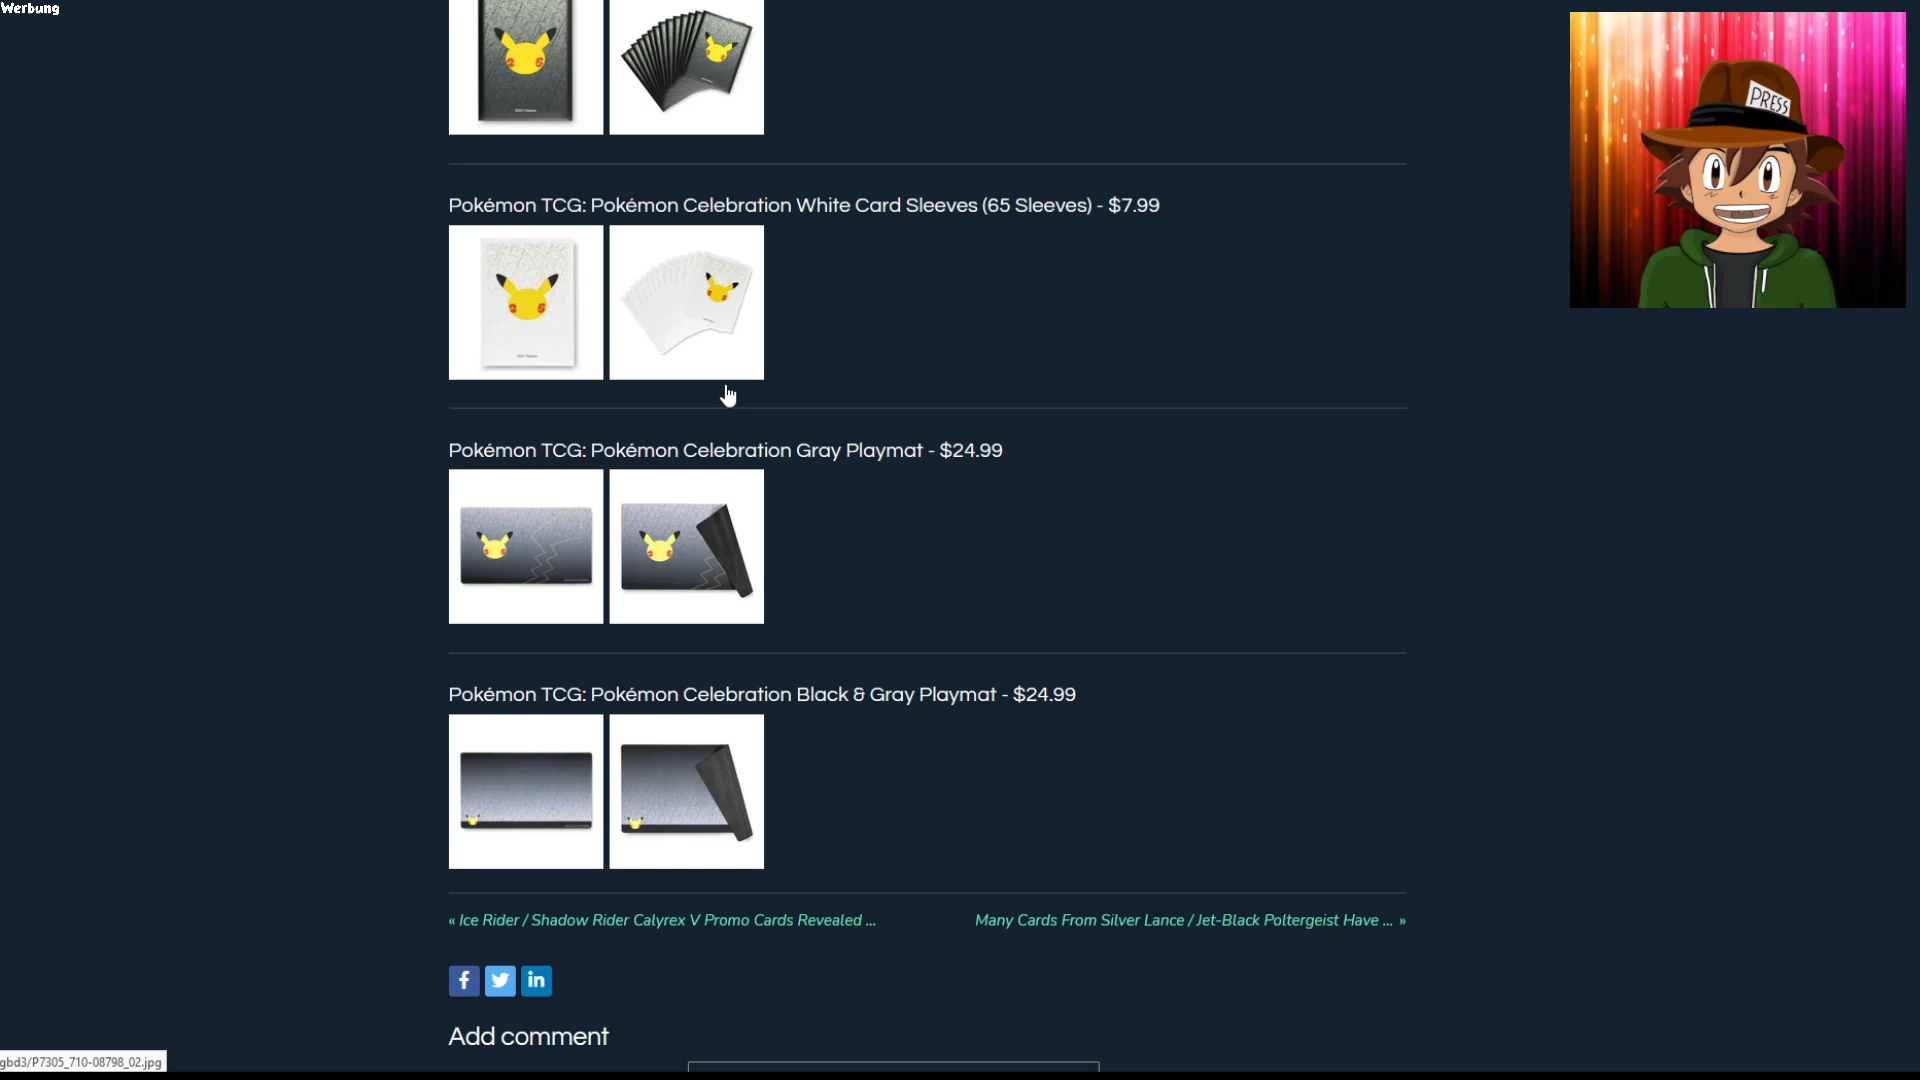 Werbung
PRESS
Pokémon TCG: Pokémon Celebration White Card Sleeves (65 Sleeves) - $7.99
Pokémon TCG: Pokémon Celebration Gray Playmat - $24.99
Pokémon TCG: Pokémon Celebration Black & Gray Playmat - $24.99
« Ice Rider / Shadow Rider Calyrex V Promo Cards Revealed ...
Many Cards From Silver Lance / Jet-Black Poltergeist Have ... »
Add comment
gbd3/P7305_710-08798_02.jpg